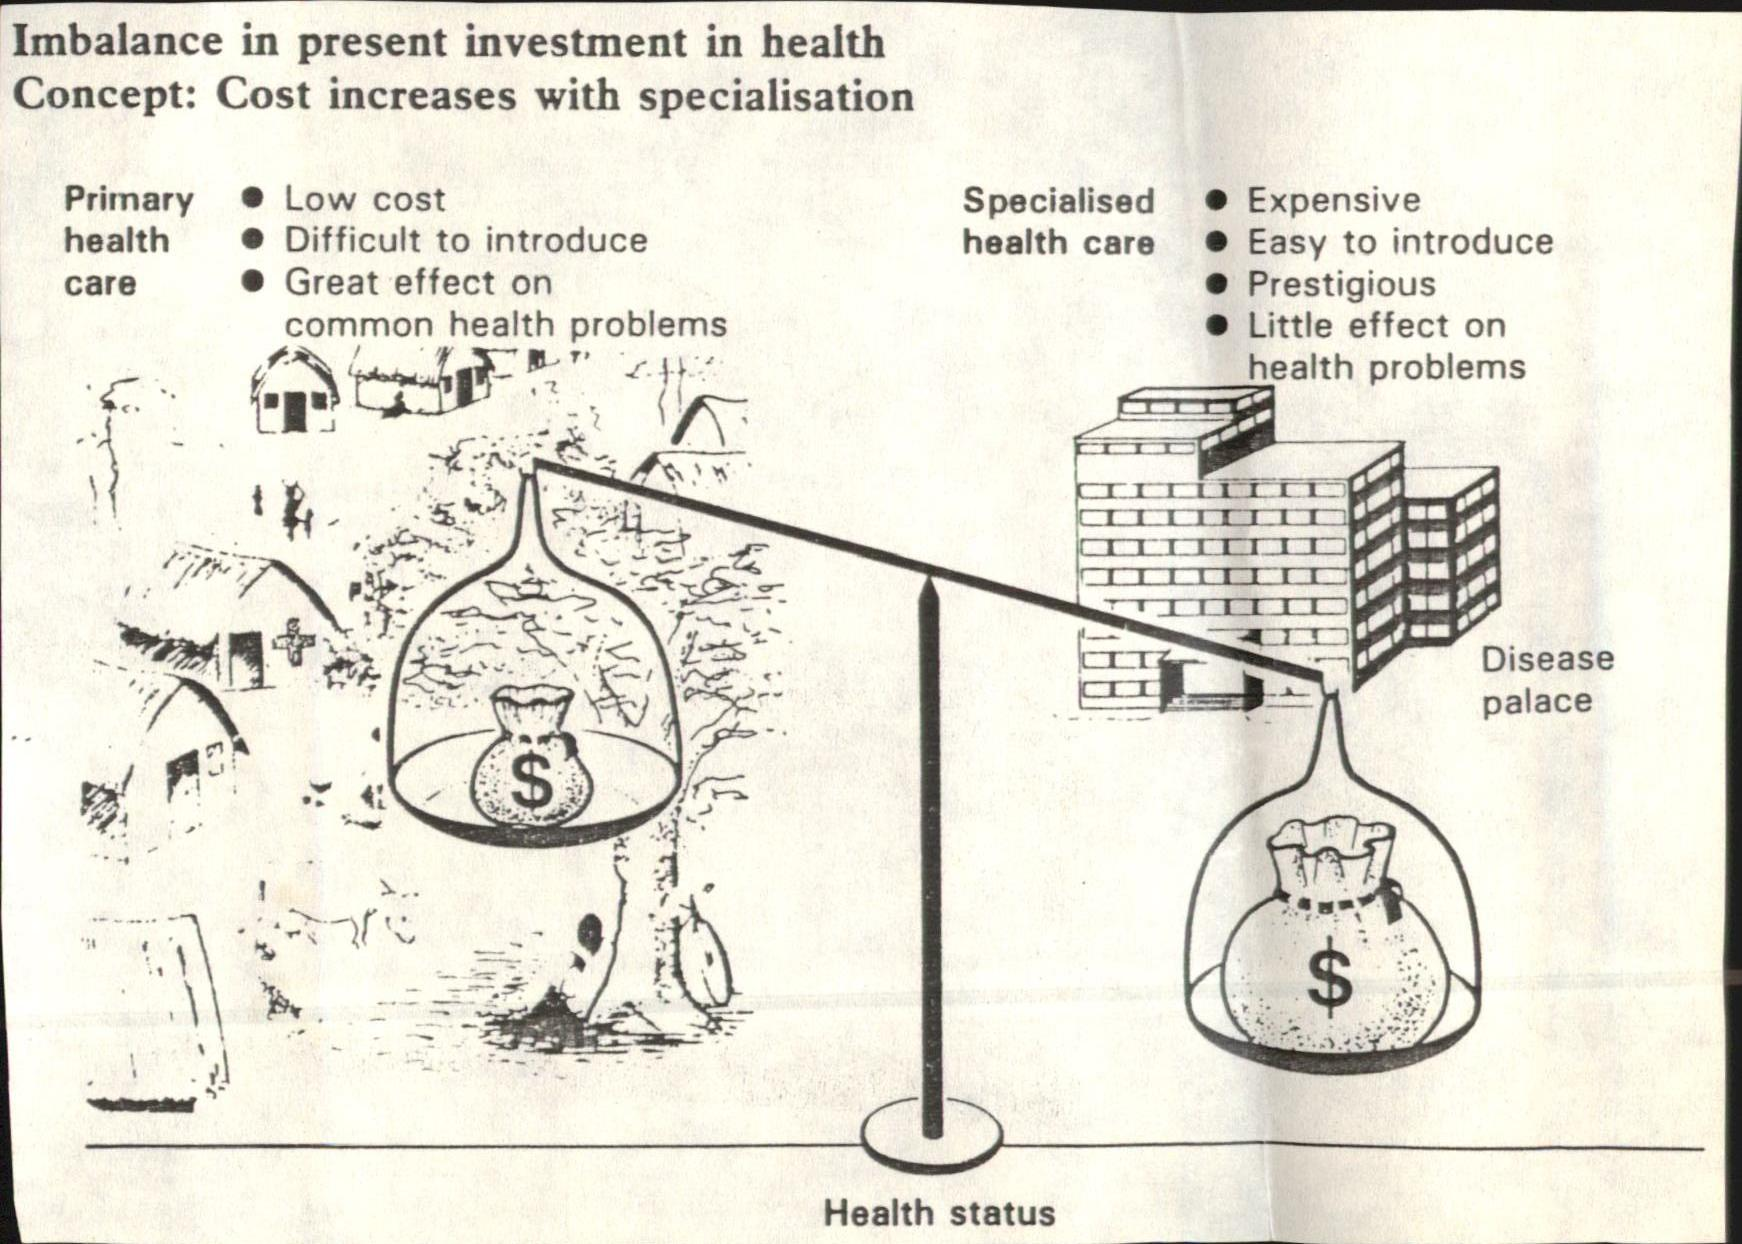 Imbalance in present investment in health
Concept: Cost increases with specialisation
Primary
health
care
● Low cost
● Difficult to introduce
● Great effect on
common health problems
Specialised
health care
● Expensive
● Easy to introduce
● Prestigious
● Little effect on
health problems
Disease
palace
$
$
Health status